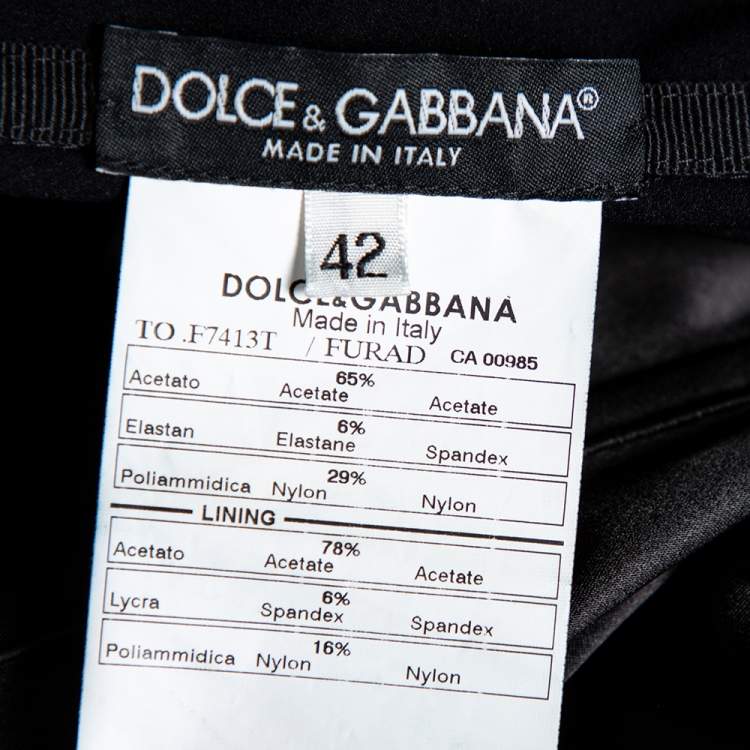 DOLCE & GABBANA®
MADE IN ITALY
42
DOLCE&GABBANA
Made in Italy
TO .F7413T / FURAD CA 00985
65%
Acetato Acetate Acetate
6%
Elastan Elastane Spandex
29%
Poliammidica Nylon Nylon
LINING
78%
Acetato Acetate Acetate
6%
Lycra Spandex Spandex
16%
Poliammidica Nylon Nylon